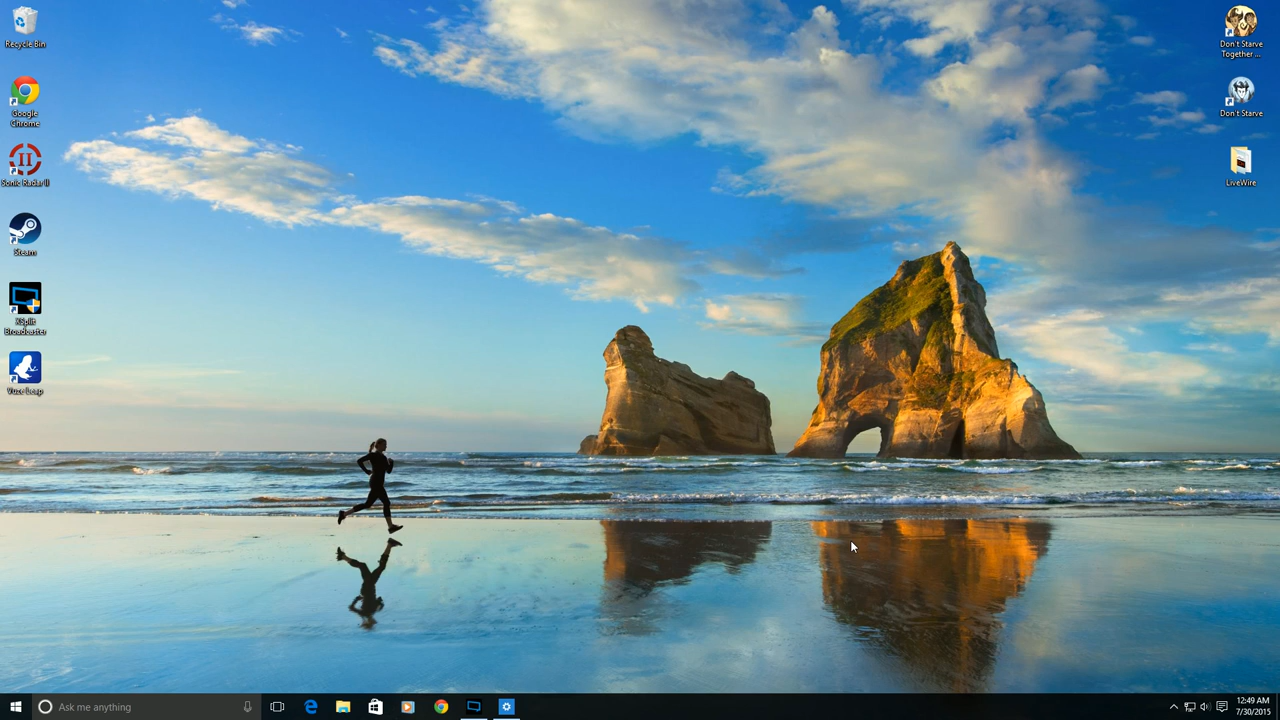 Recycle Bin
Google
Chrome
Sonic Radar II
Steam
XSplit
Broadcaster
Vuze Leap
Don't Starve
Together ...
Don't Starve
LiveWire
Ask me anything
12:49 AM
7/30/2015